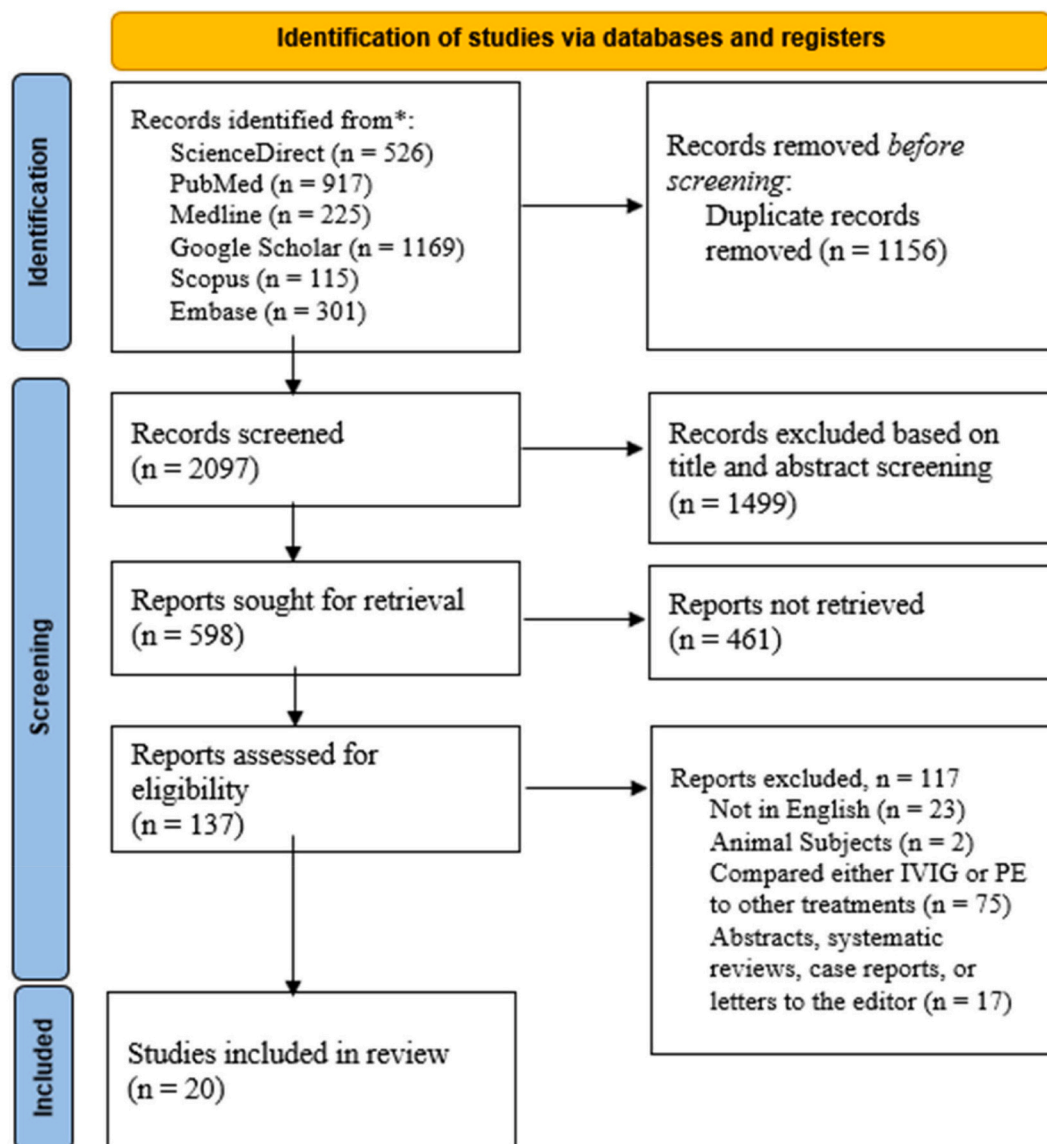 Identification of studies via databases and registers
Identification
Records identified from*:
ScienceDirect (n = 526)
PubMed (n = 917)
Medline (n = 225)
Google Scholar (n = 1169)
Scopus (n = 115)
Embase (n = 301)
Records removed before
screening:
Duplicate records
removed (n = 1156)
Screening
Records screened
(n = 2097)
Records excluded based on
title and abstract screening
(n = 1499)
Reports sought for retrieval
(n = 598)
Reports not retrieved
(n = 461)
Reports assessed for
eligibility
(n = 137)
Reports excluded, n = 117
Not in English (n = 23)
Animal Subjects (n = 2)
Compared either IVIG or PE
to other treatments (n = 75)
Abstracts, systematic
reviews, case reports, or
letters to the editor (n = 17)
Included
Studies included in review
(n = 20)